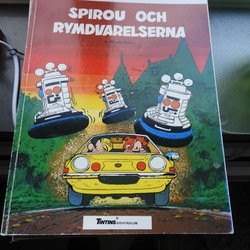 SPIROU OCH
RYMDVARELSERNA
TINTINS